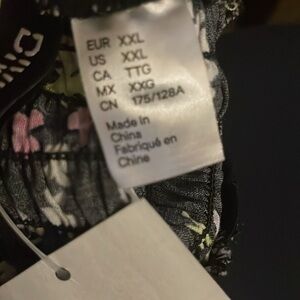 EUR XXL
US XXL
CA TTG
MX XXG
CN 175/128A
Made in
China
Fabriqué en
Chine